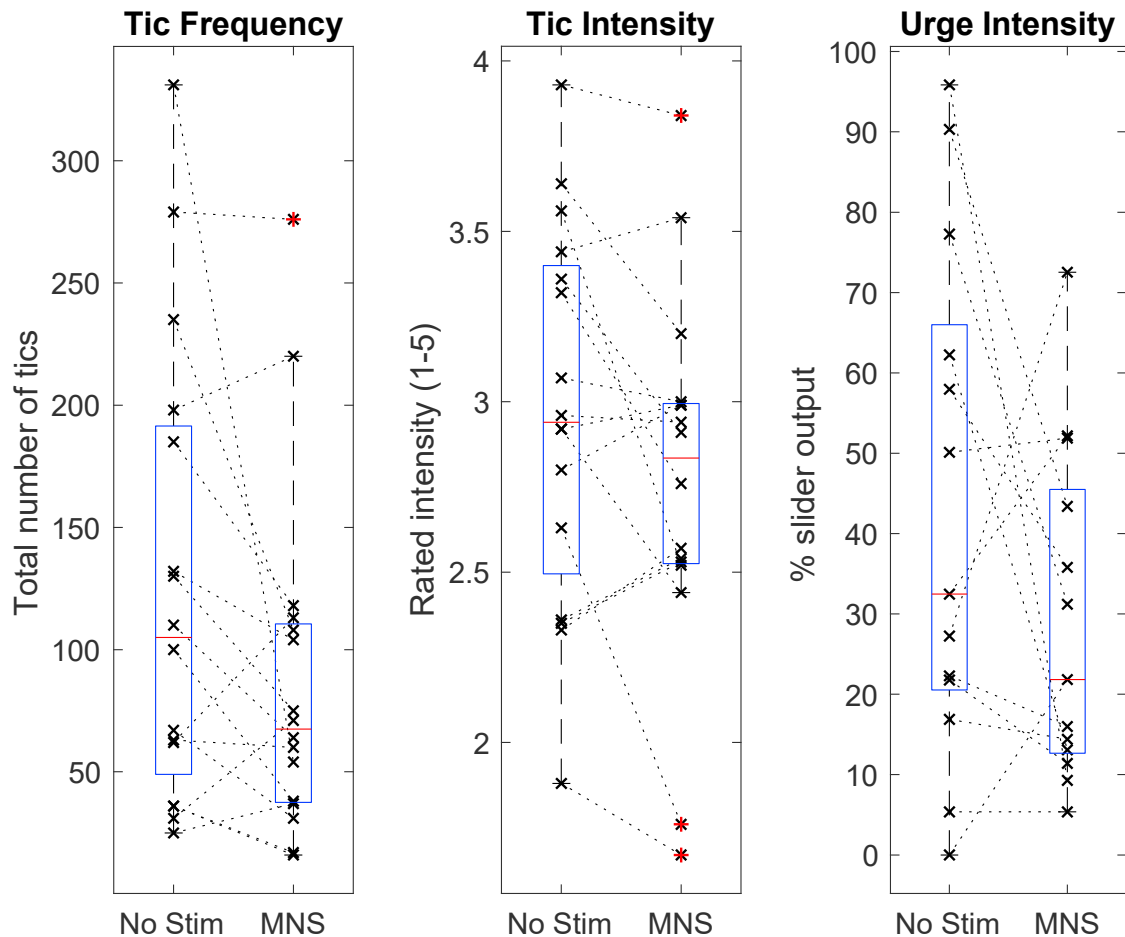 Tic Frequency
Total number of tics
300
250
200
150
100
50
No Stim MNS
Tic Intensity
Rated intensity (1-5)
4
3.5
3
2.5
2
No Stim MNS
Urge Intensity
% slider output
100
90
80
70
60
50
40
30
20
10
0
No Stim MNS